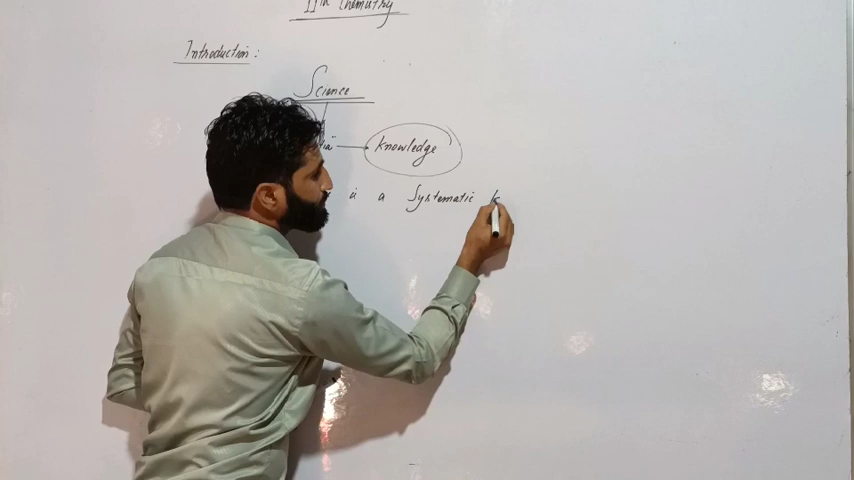 11th Chemistry
Introduction :
Science
Knowledge
is a Systematic k